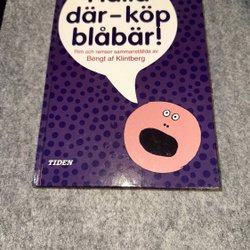 där–köp
blåbär!
Rim och ramsor sammanställda av
Bengt af Klintberg
TIDEN